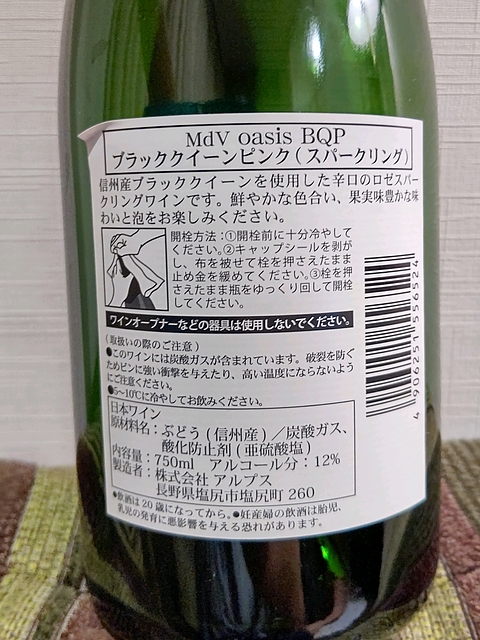 MdV oasis BQP
ブラッククイーンピンク(スパークリング)
信州産ブラッククイーンを使用した辛口のロゼスパー
クリングワインです。鮮やかな色合い、果実味豊かな味
わいと泡をお楽しみください。
開栓方法：①開栓前に十分冷やして
ください。②キャップシールを剥が
し、布を被せて栓を押さえたまま
止め金を緩めてください。③栓を押
さえたまま瓶をゆっくり回して開栓
してください。
ワインオープナーなどの器具は使用しないでください。
(取扱いの際のご注意)
●このワインには炭酸ガスが含まれています。破裂を防ぐ
ためビンに強い衝撃を与えたり、高い温度にならないよう
にご注意ください。
●5～10℃に冷やしてお飲みください。
日本ワイン
原材料名：ぶどう(信州産)／炭酸ガス、
酸化防止剤(亜硫酸塩)
内容量：750ml アルコール分：12%
製造者：株式会社 アルプス
長野県塩尻市塩尻町 260
●飲酒は20歳になってから。●妊産婦の飲酒は胎児、
乳児の発育に悪影響を与える恐れがあります。
4 906251 556524